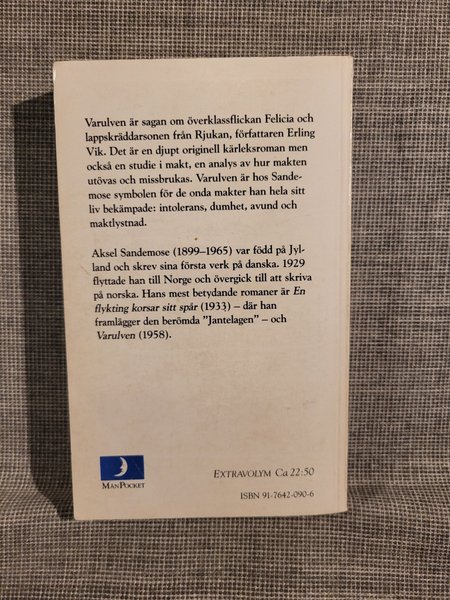 Varulven är sagan om överklassflickan Felicia och
lappskräddarsonen från Rjukan, författaren Erling
Vik. Det är en djupt originell kärleksroman men
också en studie i makt, en analys av hur makten
utövas och missbrukas. Varulven är hos Sande-
mose symbolen för de onda makter han hela sitt
liv bekämpade: intolerans, dumhet, avund och
maktlystnad.
Aksel Sandemose (1899–1965) var född på Jyl-
land och skrev sina första verk på danska. 1929
flyttade han till Norge och övergick till att skriva
på norska. Hans mest betydande romaner är En
flykting korsar sitt spår (1933) – där han
framlägger den berömda "Jantelagen" – och
Varulven (1958).
MånPocket
Extravolym Ca 22:50
ISBN 91-7642-090-6